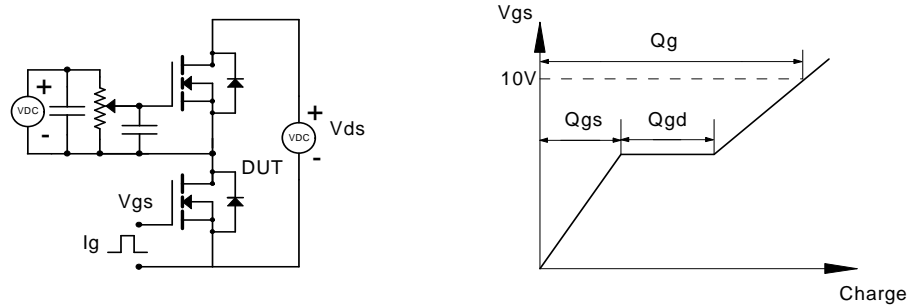 +
VDC
-
+
VDC
-
Vds
DUT
Vgs
Ig
Vgs
Qg
10V
Qgs
Qgd
Charge